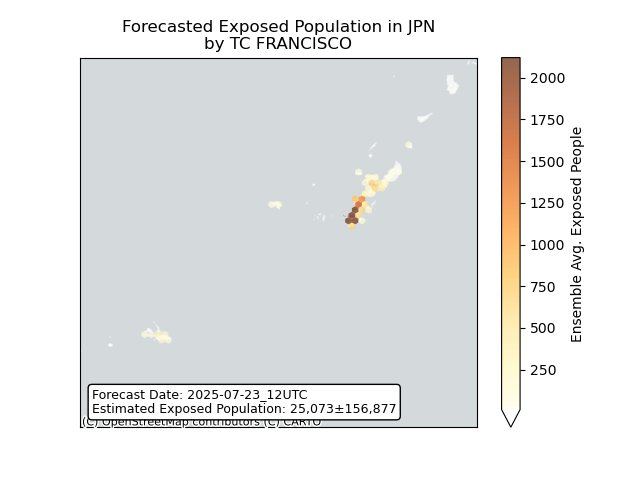 Forecasted Exposed Population in JPN
by TC FRANCISCO
2000
1750
1500
1250
1000
750
500
250
Ensemble Avg. Exposed People
Forecast Date: 2025-07-23_12UTC
Estimated Exposed Population: 25,073±156,877
(C) OpenStreetMap contributors (C) CARTO